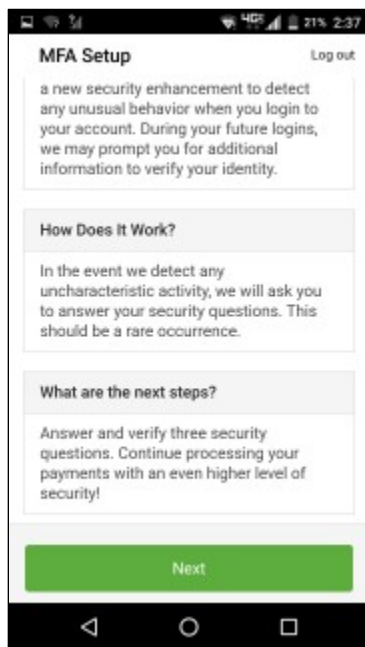 4G 21% 2:37
MFA Setup Log out
a new security enhancement to detect
any unusual behavior when you login to
your account. During your future logins,
we may prompt you for additional
information to verify your identity.
How Does It Work?
In the event we detect any
uncharacteristic activity, we will ask you
to answer your security questions. This
should be a rare occurrence.
What are the next steps?
Answer and verify three security
questions. Continue processing your
payments with an even higher level of
security!
Next